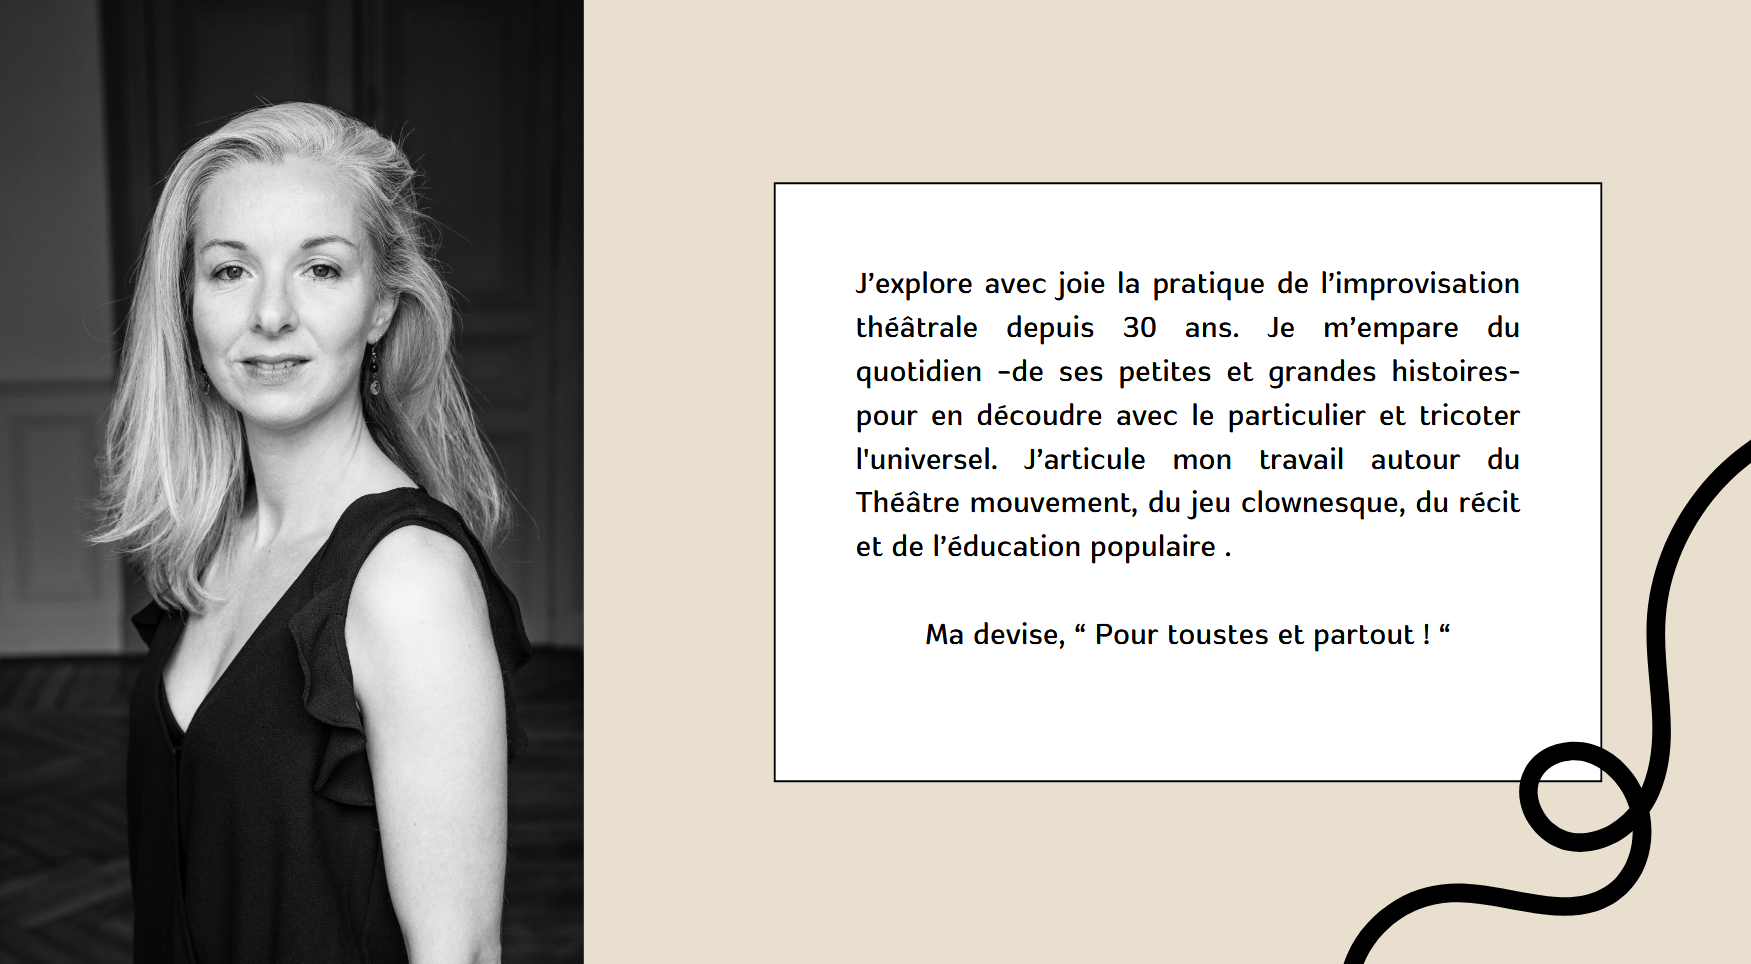 J’explore avec joie la pratique de l’improvisation
théâtrale depuis 30 ans. Je m’empare du
quotidien -de ses petites et grandes histoires-
pour en découdre avec le particulier et tricoter
l'universel. J’articule mon travail autour du
Théâtre mouvement, du jeu clownesque, du récit
et de l’éducation populaire .
Ma devise, “ Pour toustes et partout ! “